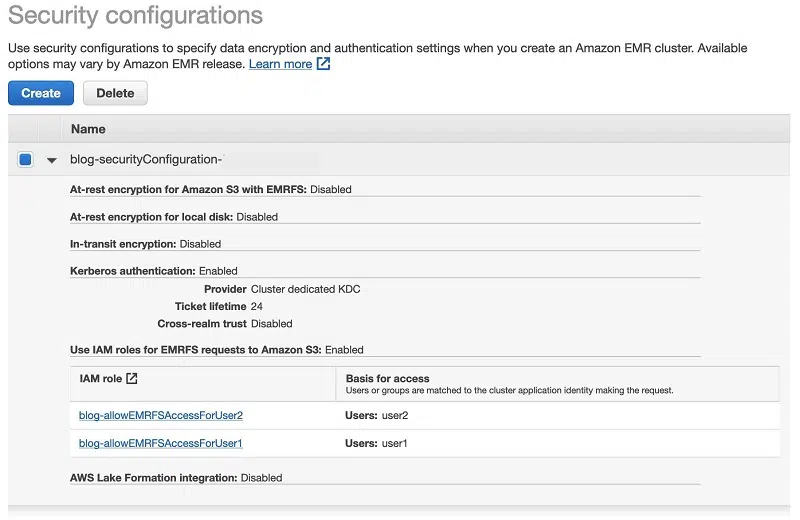 Security configurations
Use security configurations to specify data encryption and authentication settings when you create an Amazon EMR cluster. Available
options may vary by Amazon EMR release. Learn more
Create Delete
Name
blog-securityConfiguration-
At-rest encryption for Amazon S3 with EMRFS: Disabled
At-rest encryption for local disk: Disabled
In-transit encryption: Disabled
Kerberos authentication: Enabled
Provider Cluster dedicated KDC
Ticket lifetime 24
Cross-realm trust Disabled
Use IAM roles for EMRFS requests to Amazon S3: Enabled
IAM role Basis for access
Users or groups are matched to the cluster application identity making the request.
blog-allowEMRFSAccessForUser2 Users: user2
blog-allowEMRFSAccessForUser1 Users: user1
AWS Lake Formation integration: Disabled